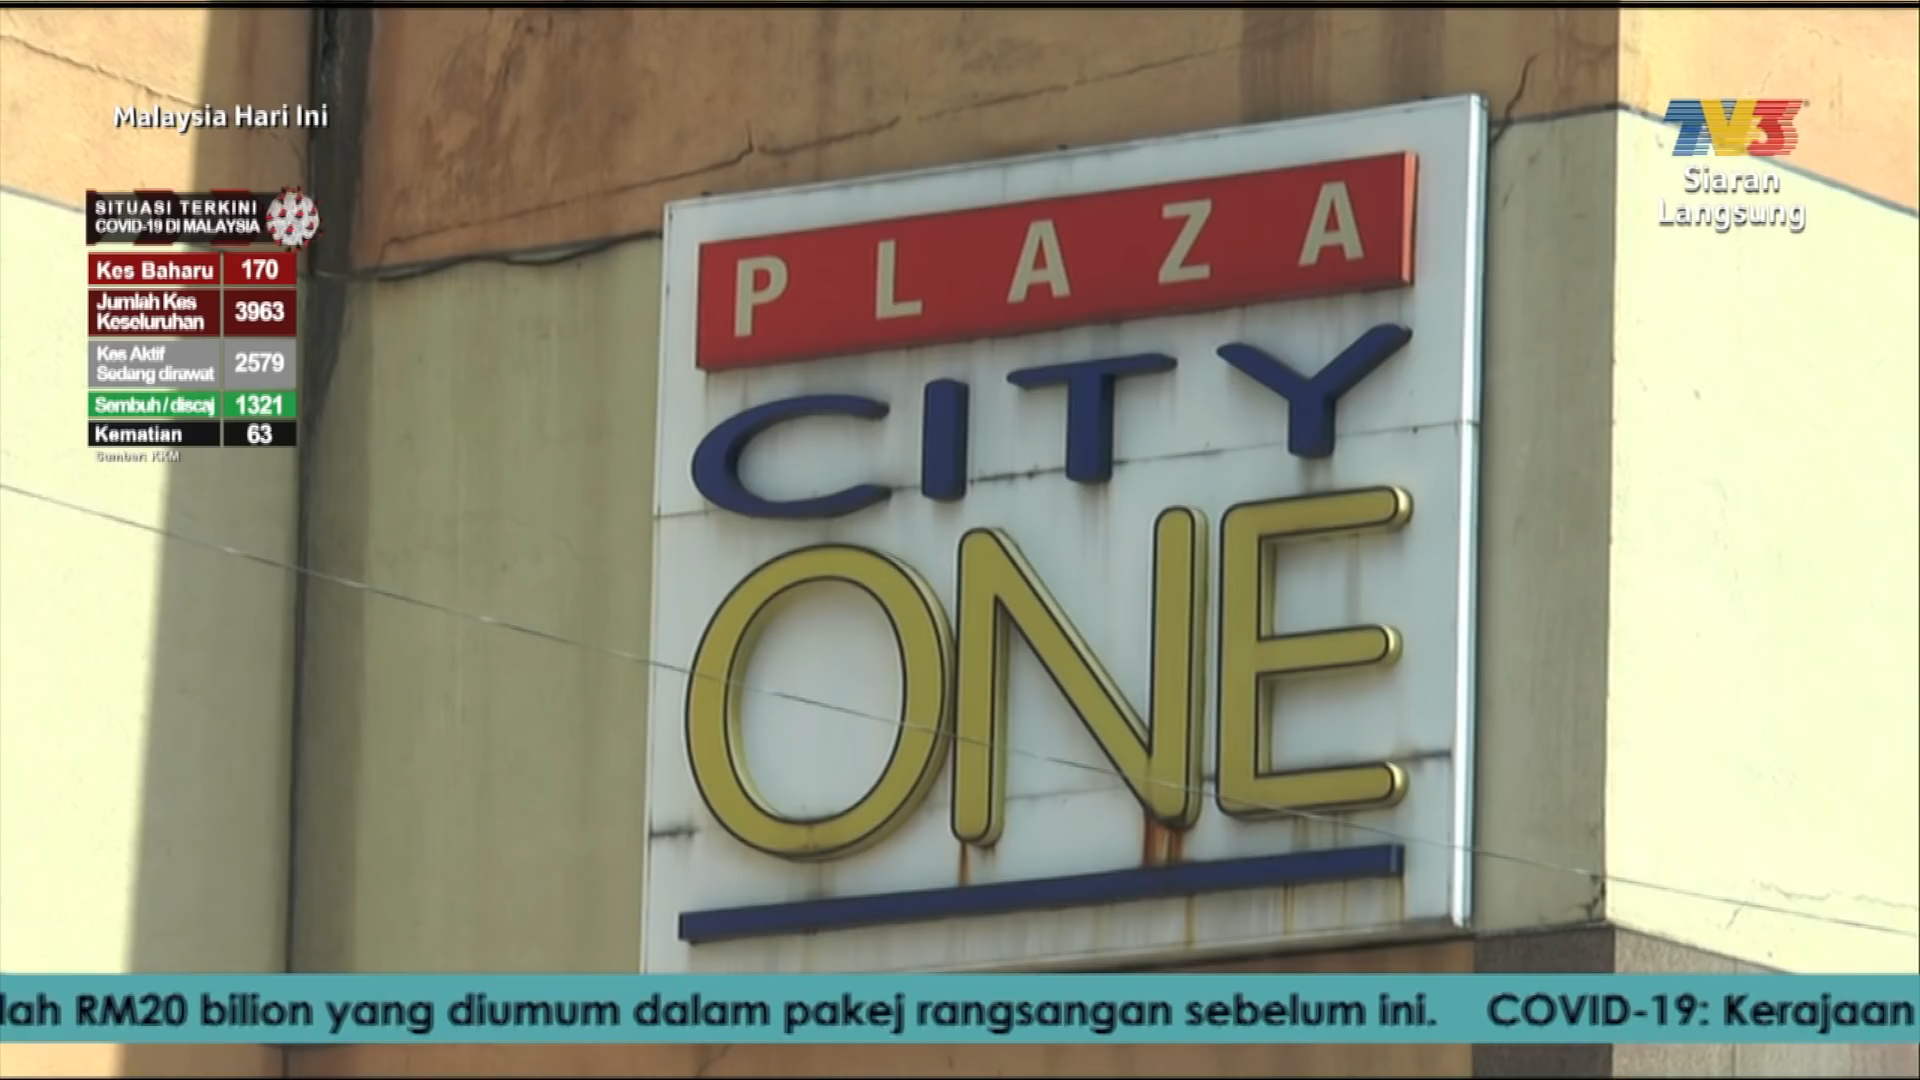 Malaysia Hari Ini
SITUASI TERKINI
COVID-19 DI MALAYSIA
Kes Baharu 170
Jumlah Kes
Keseluruhan 3963
Kes Aktif
Sedang dirawat 2579
Sembuh / discaj 1321
Kematian 63
Sumber: KKM
TV3
Siaran
Langsung
PLAZA
CITY
ONE
lah RM20 bilion yang diumum dalam pakej rangsangan sebelum ini. COVID-19: Kerajaan